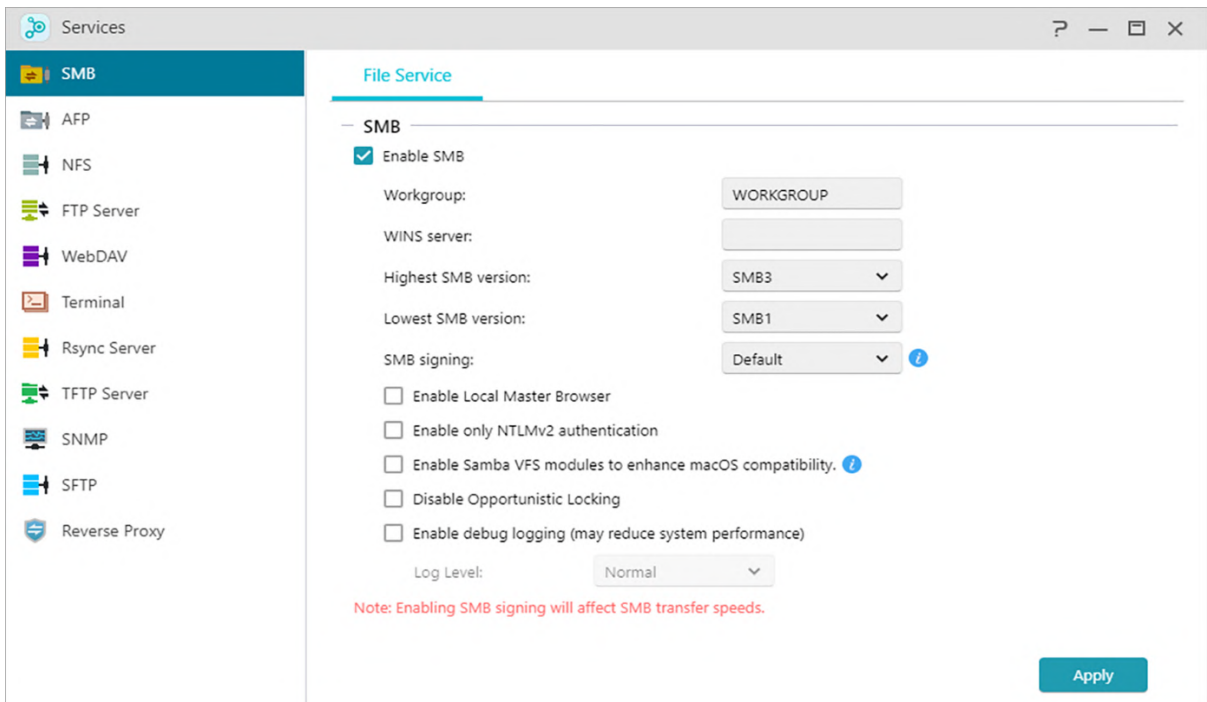 Services
SMB
AFP
NFS
FTP Server
WebDAV
Terminal
Rsync Server
TFTP Server
SNMP
SFTP
Reverse Proxy
File Service
SMB
Enable SMB
Workgroup: WORKGROUP
WINS server:
Highest SMB version: SMB3
Lowest SMB version: SMB1
SMB signing: Default
Enable Local Master Browser
Enable only NTLMv2 authentication
Enable Samba VFS modules to enhance macOS compatibility.
Disable Opportunistic Locking
Enable debug logging (may reduce system performance)
Log Level: Normal
Note: Enabling SMB signing will affect SMB transfer speeds.
Apply